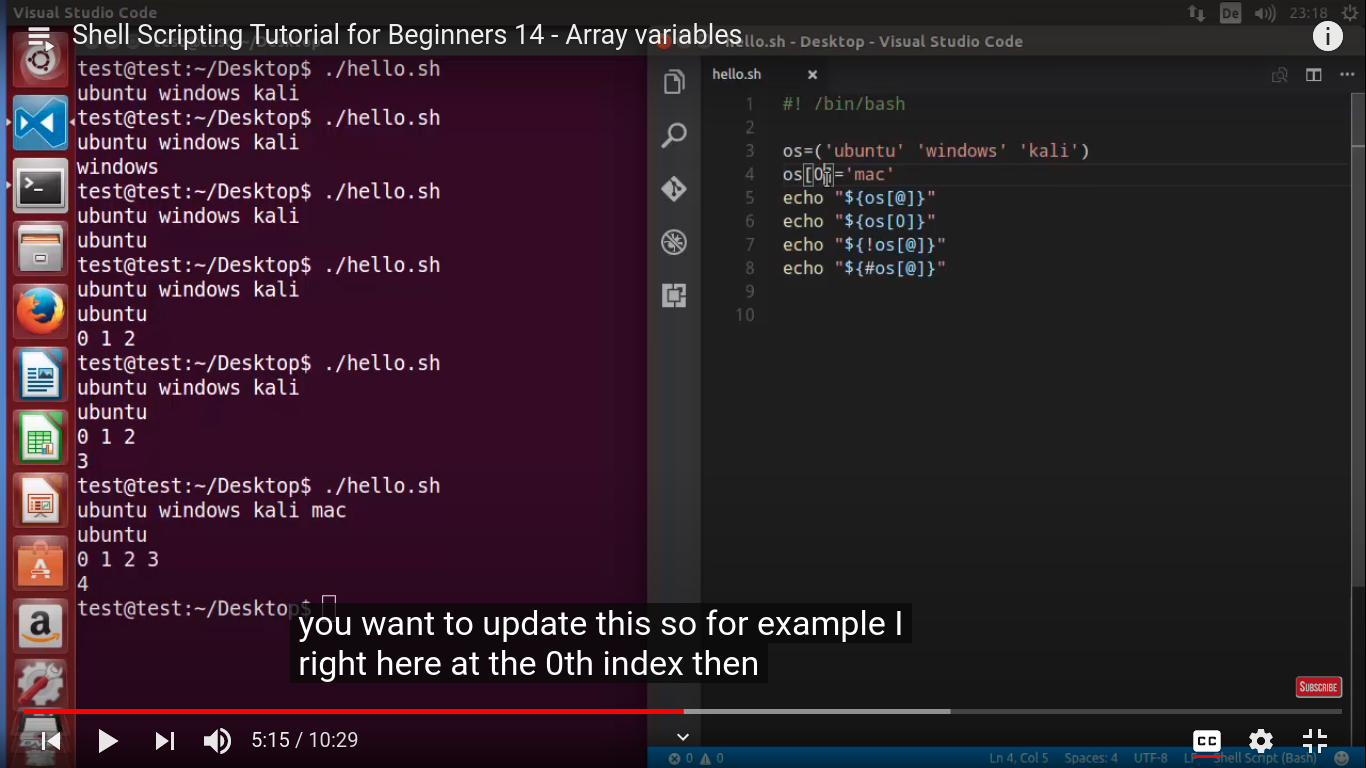 Visual Studio Code
De
23:18
Shell Scripting Tutorial for Beginners 14 - Array variables
hello.sh - Desktop - Visual Studio Code
test@test:~/Desktop$ ./hello.sh
ubuntu windows kali
test@test:~/Desktop$ ./hello.sh
ubuntu windows kali
windows
test@test:~/Desktop$ ./hello.sh
ubuntu windows kali
ubuntu
test@test:~/Desktop$ ./hello.sh
ubuntu windows kali
ubuntu
0 1 2
test@test:~/Desktop$ ./hello.sh
ubuntu windows kali
ubuntu
0 1 2
3
test@test:~/Desktop$ ./hello.sh
ubuntu windows kali mac
ubuntu
0 1 2 3
4
test@test:~/Desktop$
hello.sh
1 #! /bin/bash
2
3 os=('ubuntu' 'windows' 'kali')
4 os[0]='mac'
5 echo "${os[@]}"
6 echo "${os[0]}"
7 echo "${!os[@]}"
8 echo "${#os[@]}"
9
10
you want to update this so for example I
right here at the 0th index then
SUBSCRIBE
5:15 / 10:29
CC
0 0
Ln 4, Col 5 Spaces: 4 UTF-8 LF Shell Script (Bash)